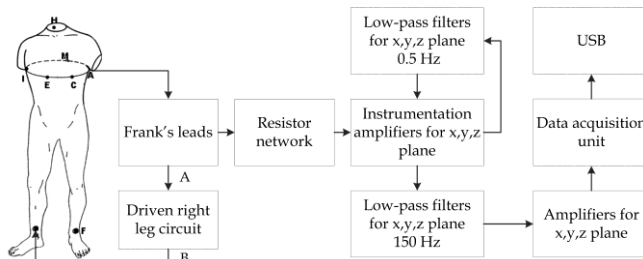 H
M
I
A
E
C
A
F
Frank's leads
A
Driven right
leg circuit
B
Resistor
network
Low-pass filters
for x,y,z plane
0.5 Hz
Instrumentation
amplifiers for x,y,z
plane
Low-pass filters
for x,y,z plane
150 Hz
Amplifiers for
x,y,z plane
Data acquisition
unit
USB